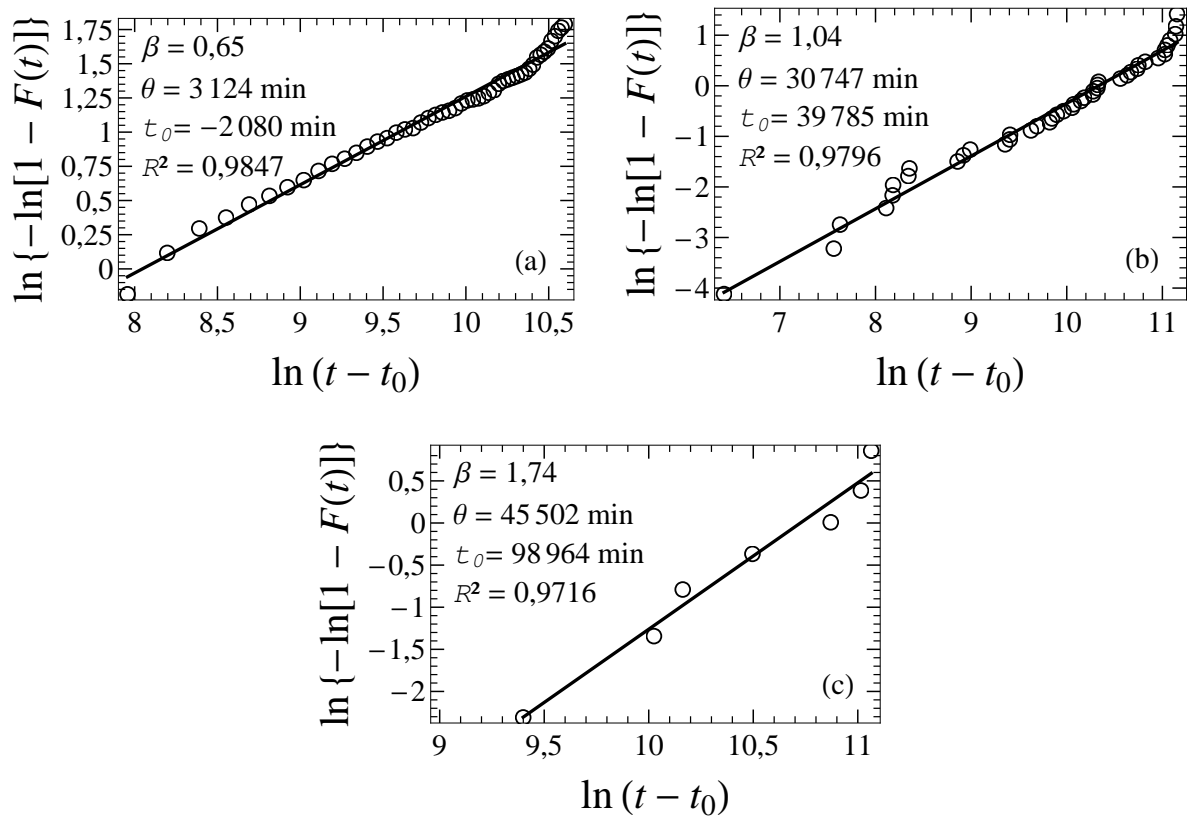 ln {−ln[1 − F(t)]}
1,75
1,5
1,25
1,0
0,75
0,5
0,25
0
β = 0,65
θ = 3 124 min
t₀ = −2 080 min
R² = 0,9847
(a)
8 8,5 9 9,5 10 10,5
ln (t − t₀)
ln {−ln[1 − F(t)]}
1
0
−1
−2
−3
−4
β = 1,04
θ = 30 747 min
t₀ = 39 785 min
R² = 0,9796
(b)
7 8 9 10 11
ln (t − t₀)
ln {−ln[1 − F(t)]}
0,5
0
−0,5
−1
−1,5
−2
β = 1,74
θ = 45 502 min
t₀ = 98 964 min
R² = 0,9716
(c)
9 9,5 10 10,5 11
ln (t − t₀)